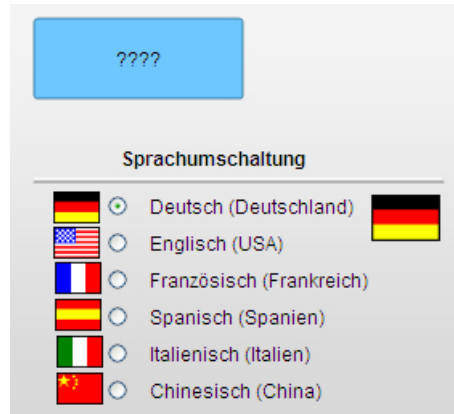 ????
Sprachumschaltung
Deutsch (Deutschland)
Englisch (USA)
Französisch (Frankreich)
Spanisch (Spanien)
Italienisch (Italien)
Chinesisch (China)